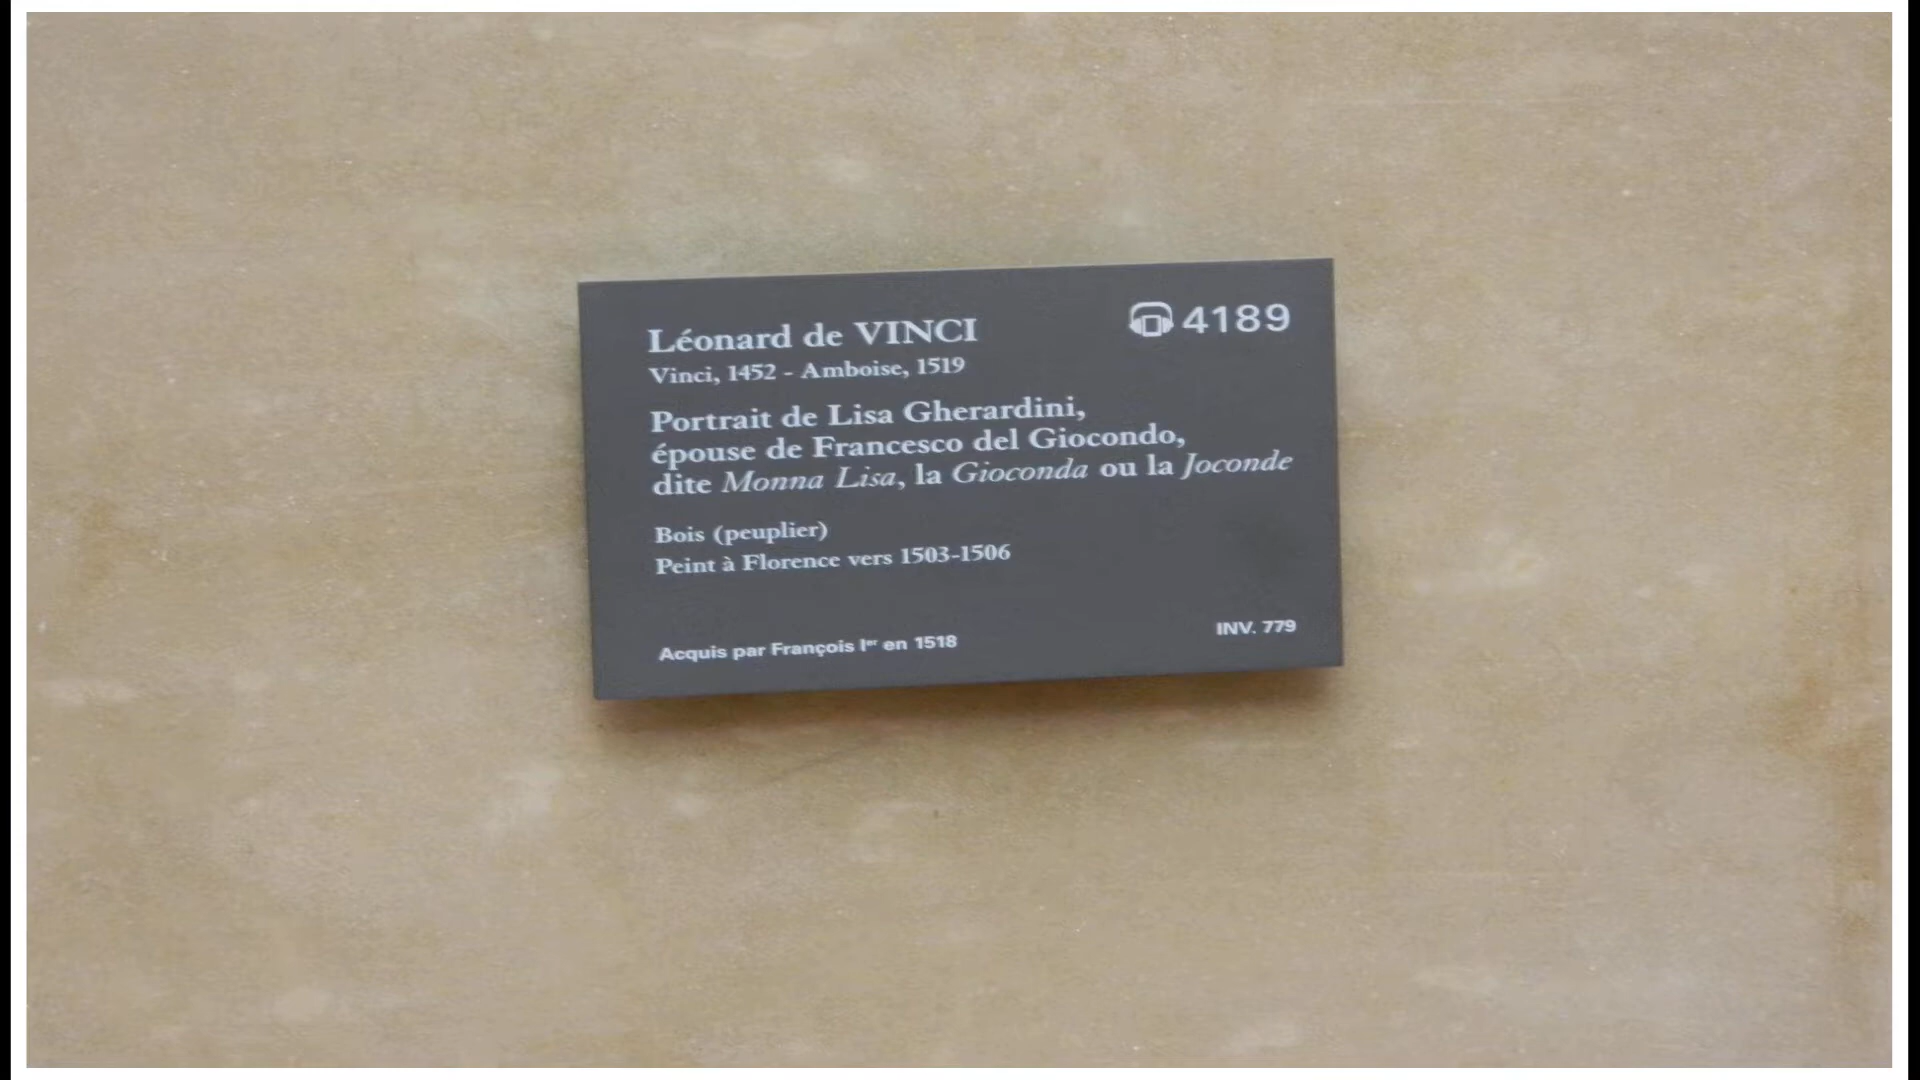 Léonard de VINCI
4189
Vinci, 1452 - Amboise, 1519
Portrait de Lisa Gherardini,
épouse de Francesco del Giocondo,
dite Monna Lisa, la Gioconda ou la Joconde
Bois (peuplier)
Peint à Florence vers 1503-1506
Acquis par François Ier en 1518
INV. 779